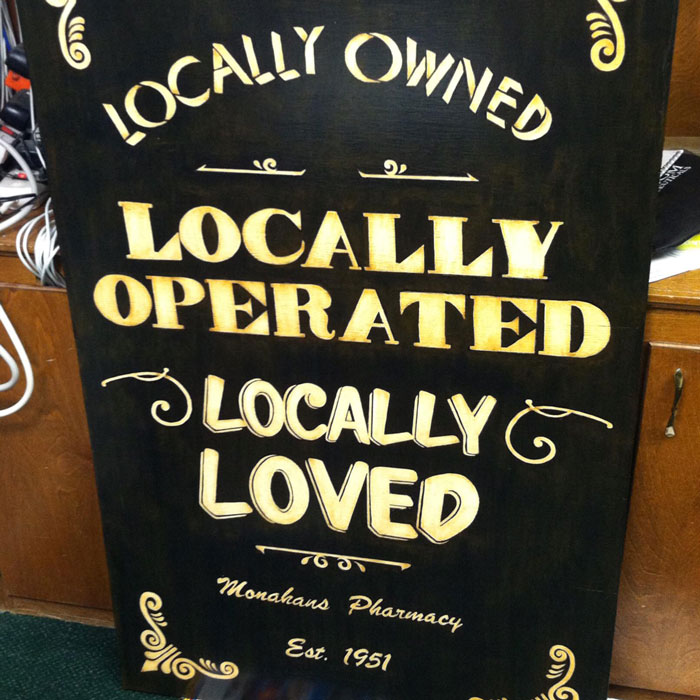 LOCALLY OWNED
LOCALLY
OPERATED
LOCALLY
LOVED
Monahans Pharmacy
Est. 1951